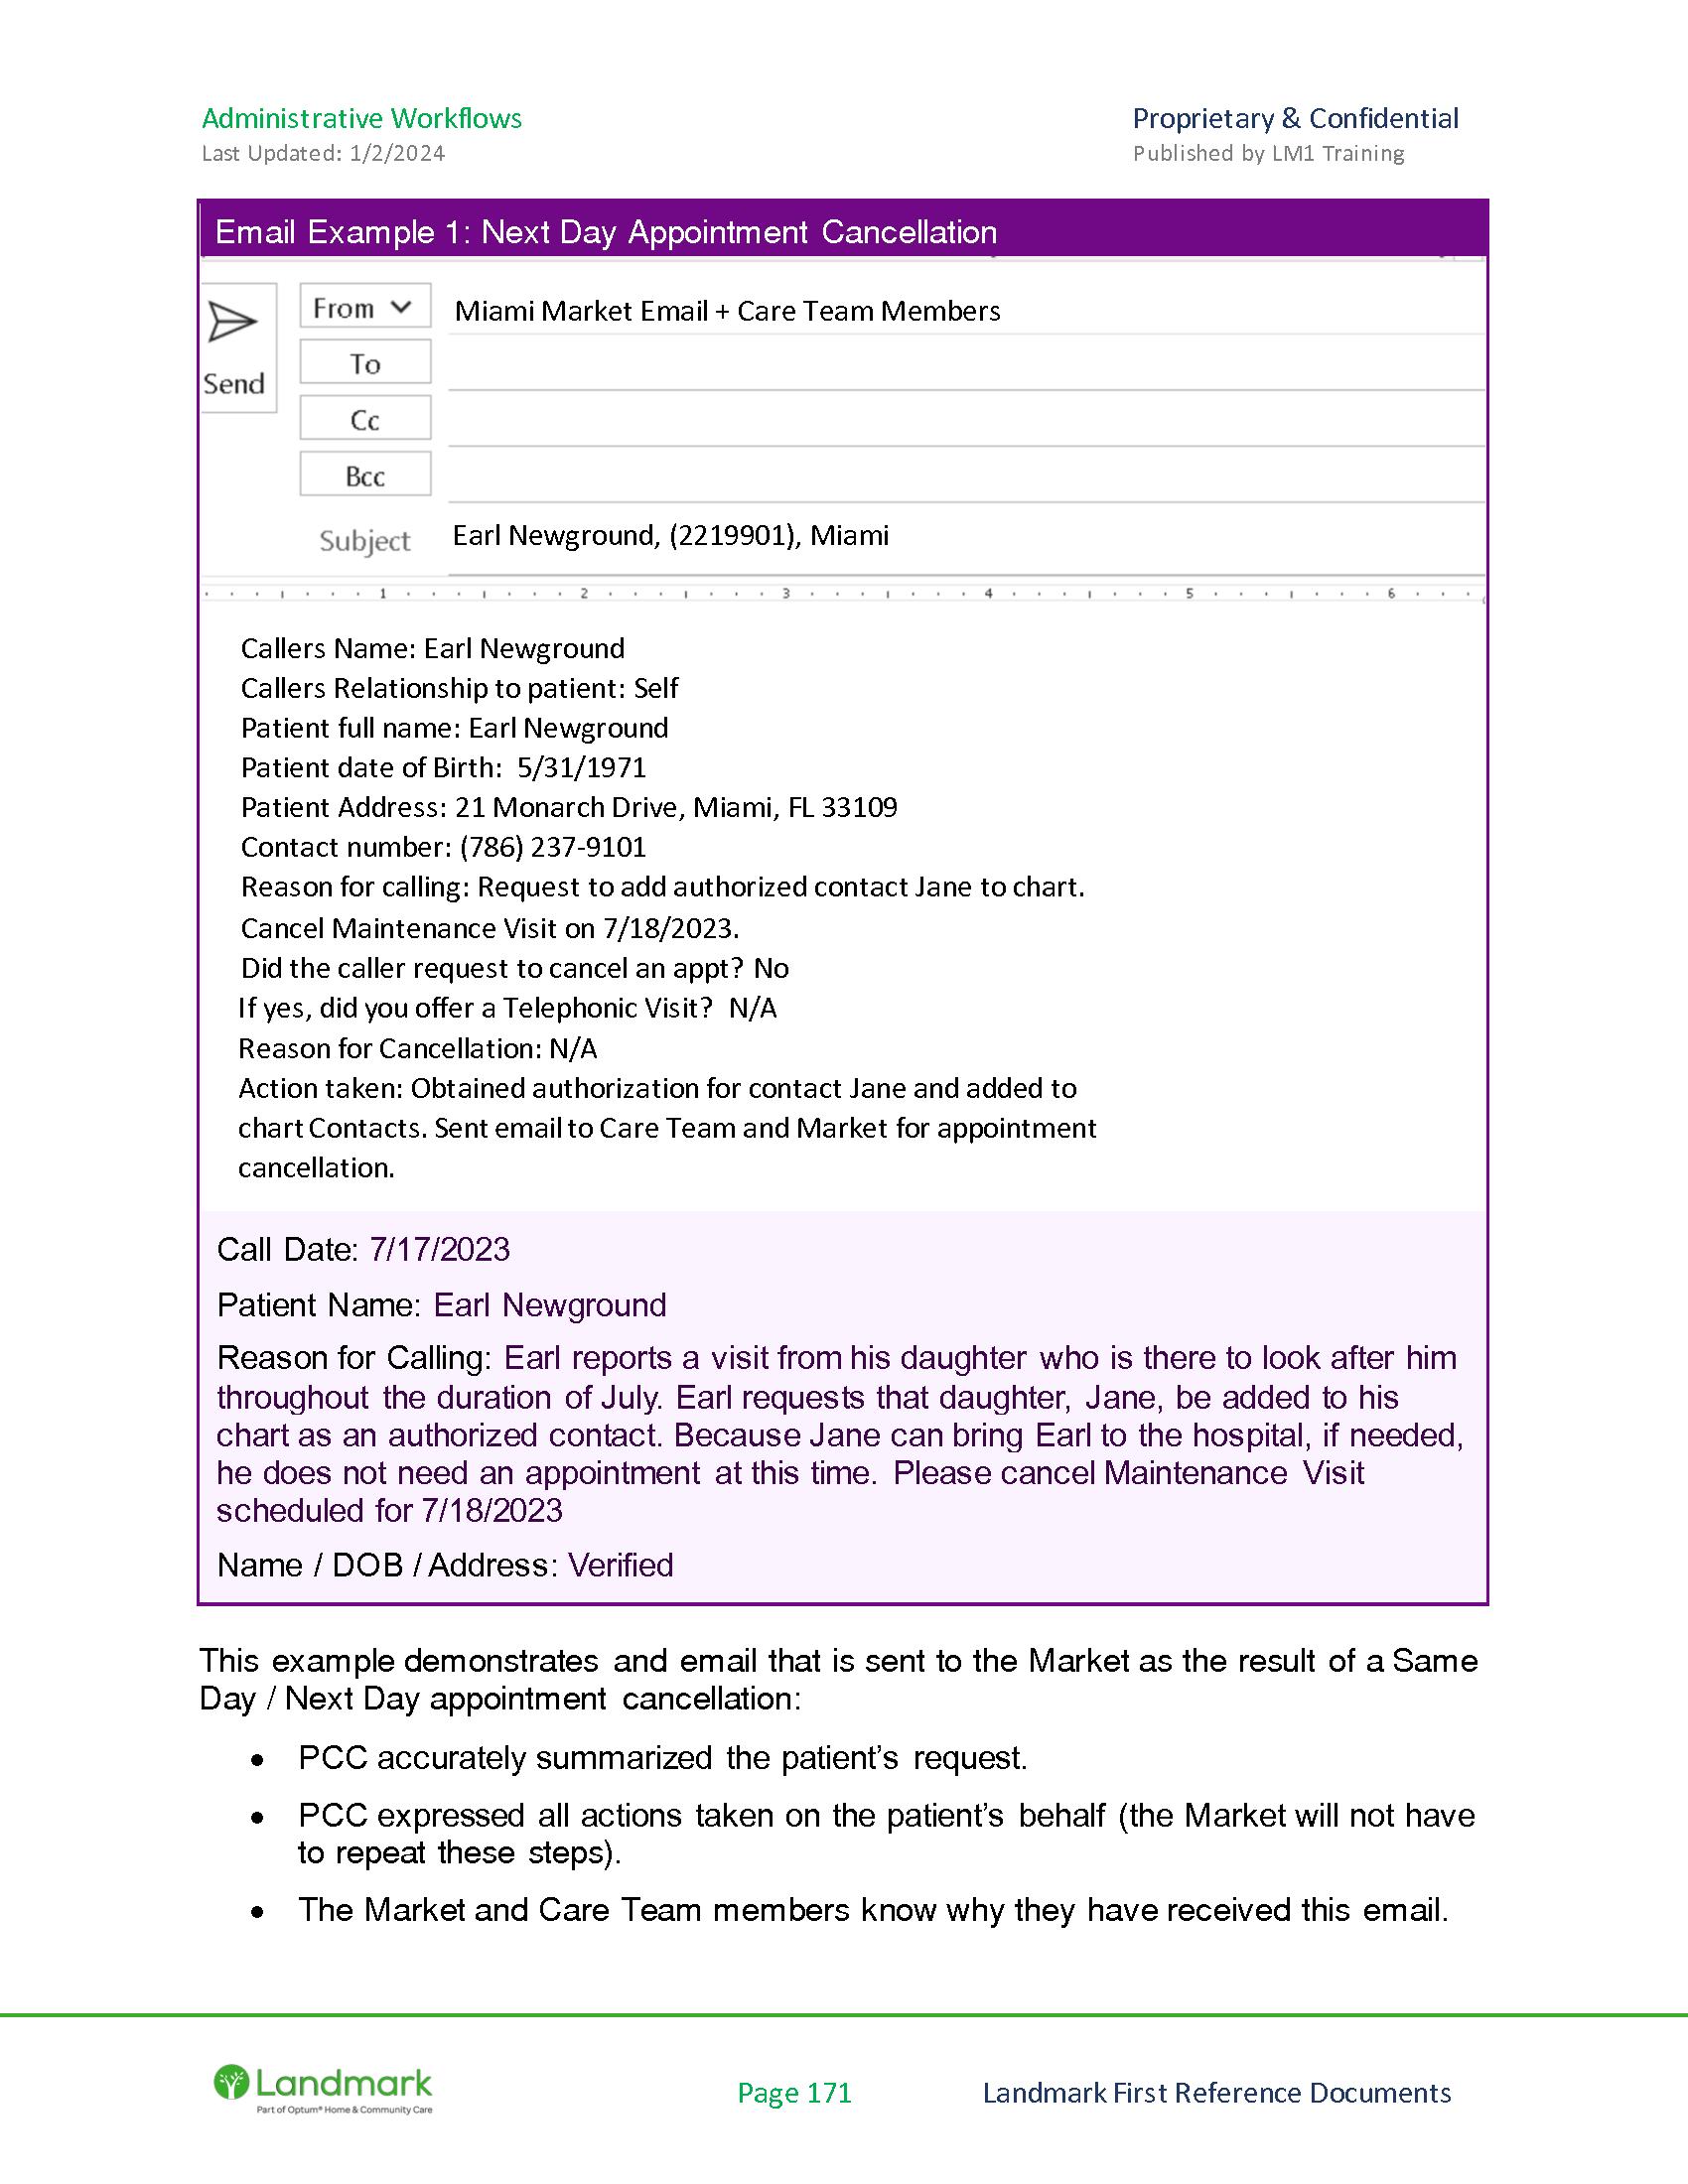 Administrative Workflows
Proprietary & Confidential
Last Updated: 1/2/2024
Published by LM1 Training
Email Example 1: Next Day Appointment Cancellation
Send
From
Miami Market Email + Care Team Members
To
Cc
Bcc
Subject
Earl Newground, (2219901), Miami
1 2 3 4 5 6
Callers Name: Earl Newground
Callers Relationship to patient: Self
Patient full name: Earl Newground
Patient date of Birth: 5/31/1971
Patient Address: 21 Monarch Drive, Miami, FL 33109
Contact number: (786) 237-9101
Reason for calling: Request to add authorized contact Jane to chart.
Cancel Maintenance Visit on 7/18/2023.
Did the caller request to cancel an appt? No
If yes, did you offer a Telephonic Visit? N/A
Reason for Cancellation: N/A
Action taken: Obtained authorization for contact Jane and added to
chart Contacts. Sent email to Care Team and Market for appointment
cancellation.
Call Date: 7/17/2023
Patient Name: Earl Newground
Reason for Calling: Earl reports a visit from his daughter who is there to look after him
throughout the duration of July. Earl requests that daughter, Jane, be added to his
chart as an authorized contact. Because Jane can bring Earl to the hospital, if needed,
he does not need an appointment at this time. Please cancel Maintenance Visit
scheduled for 7/18/2023
Name / DOB / Address: Verified
This example demonstrates and email that is sent to the Market as the result of a Same
Day / Next Day appointment cancellation:
• PCC accurately summarized the patient's request.
• PCC expressed all actions taken on the patient's behalf (the Market will not have
to repeat these steps).
• The Market and Care Team members know why they have received this email.
Landmark
Part of Optum® Home & Community Care
Page 171
Landmark First Reference Documents